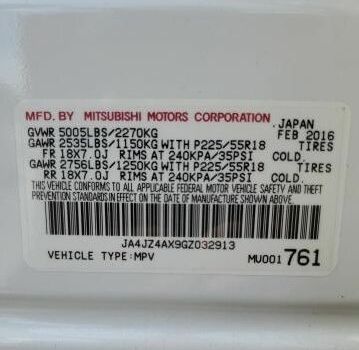 MFD. BY MITSUBISHI MOTORS CORPORATION JAPAN
GVWR 5005LBS/2270KG FEB 2016
GAWR 2535LBS/1150KG WITH P225/55R18 TIRES
FR 18X7.0J RIMS AT 240KPA/35PSI COLD.
GAWR 2756LBS/1250KG WITH P225/55R18 TIRES
RR 18X7.0J RIMS AT 240KPA/35PSI COLD.
THIS VEHICLE CONFORMS TO ALL APPLICABLE FEDERAL MOTOR VEHICLE SAFETY AND THEFT
PREVENTION STANDARDS IN EFFECT ON THE DATE OF MANUFACTURE SHOWN ABOVE.
JA4JZ4AX9GZ032913
VEHICLE TYPE:MPV MU001 761